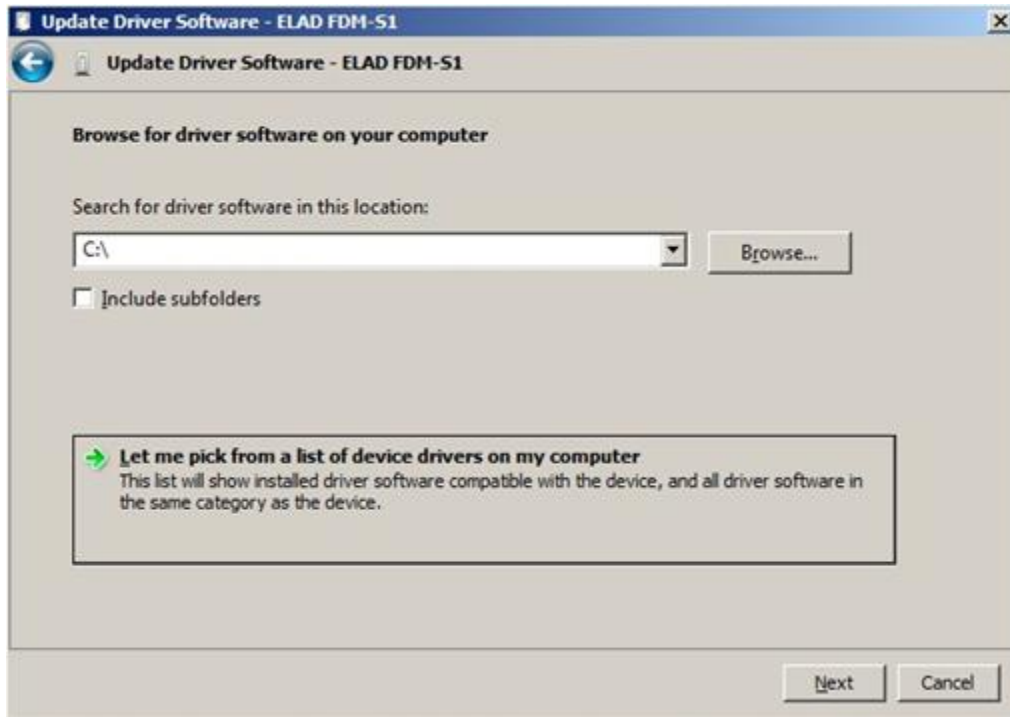 Update Driver Software - ELAD FDM-S1
Update Driver Software - ELAD FDM-S1
Browse for driver software on your computer
Search for driver software in this location:
C:\
Browse...
Include subfolders
Let me pick from a list of device drivers on my computer
This list will show installed driver software compatible with the device, and all driver software in
the same category as the device.
Next
Cancel